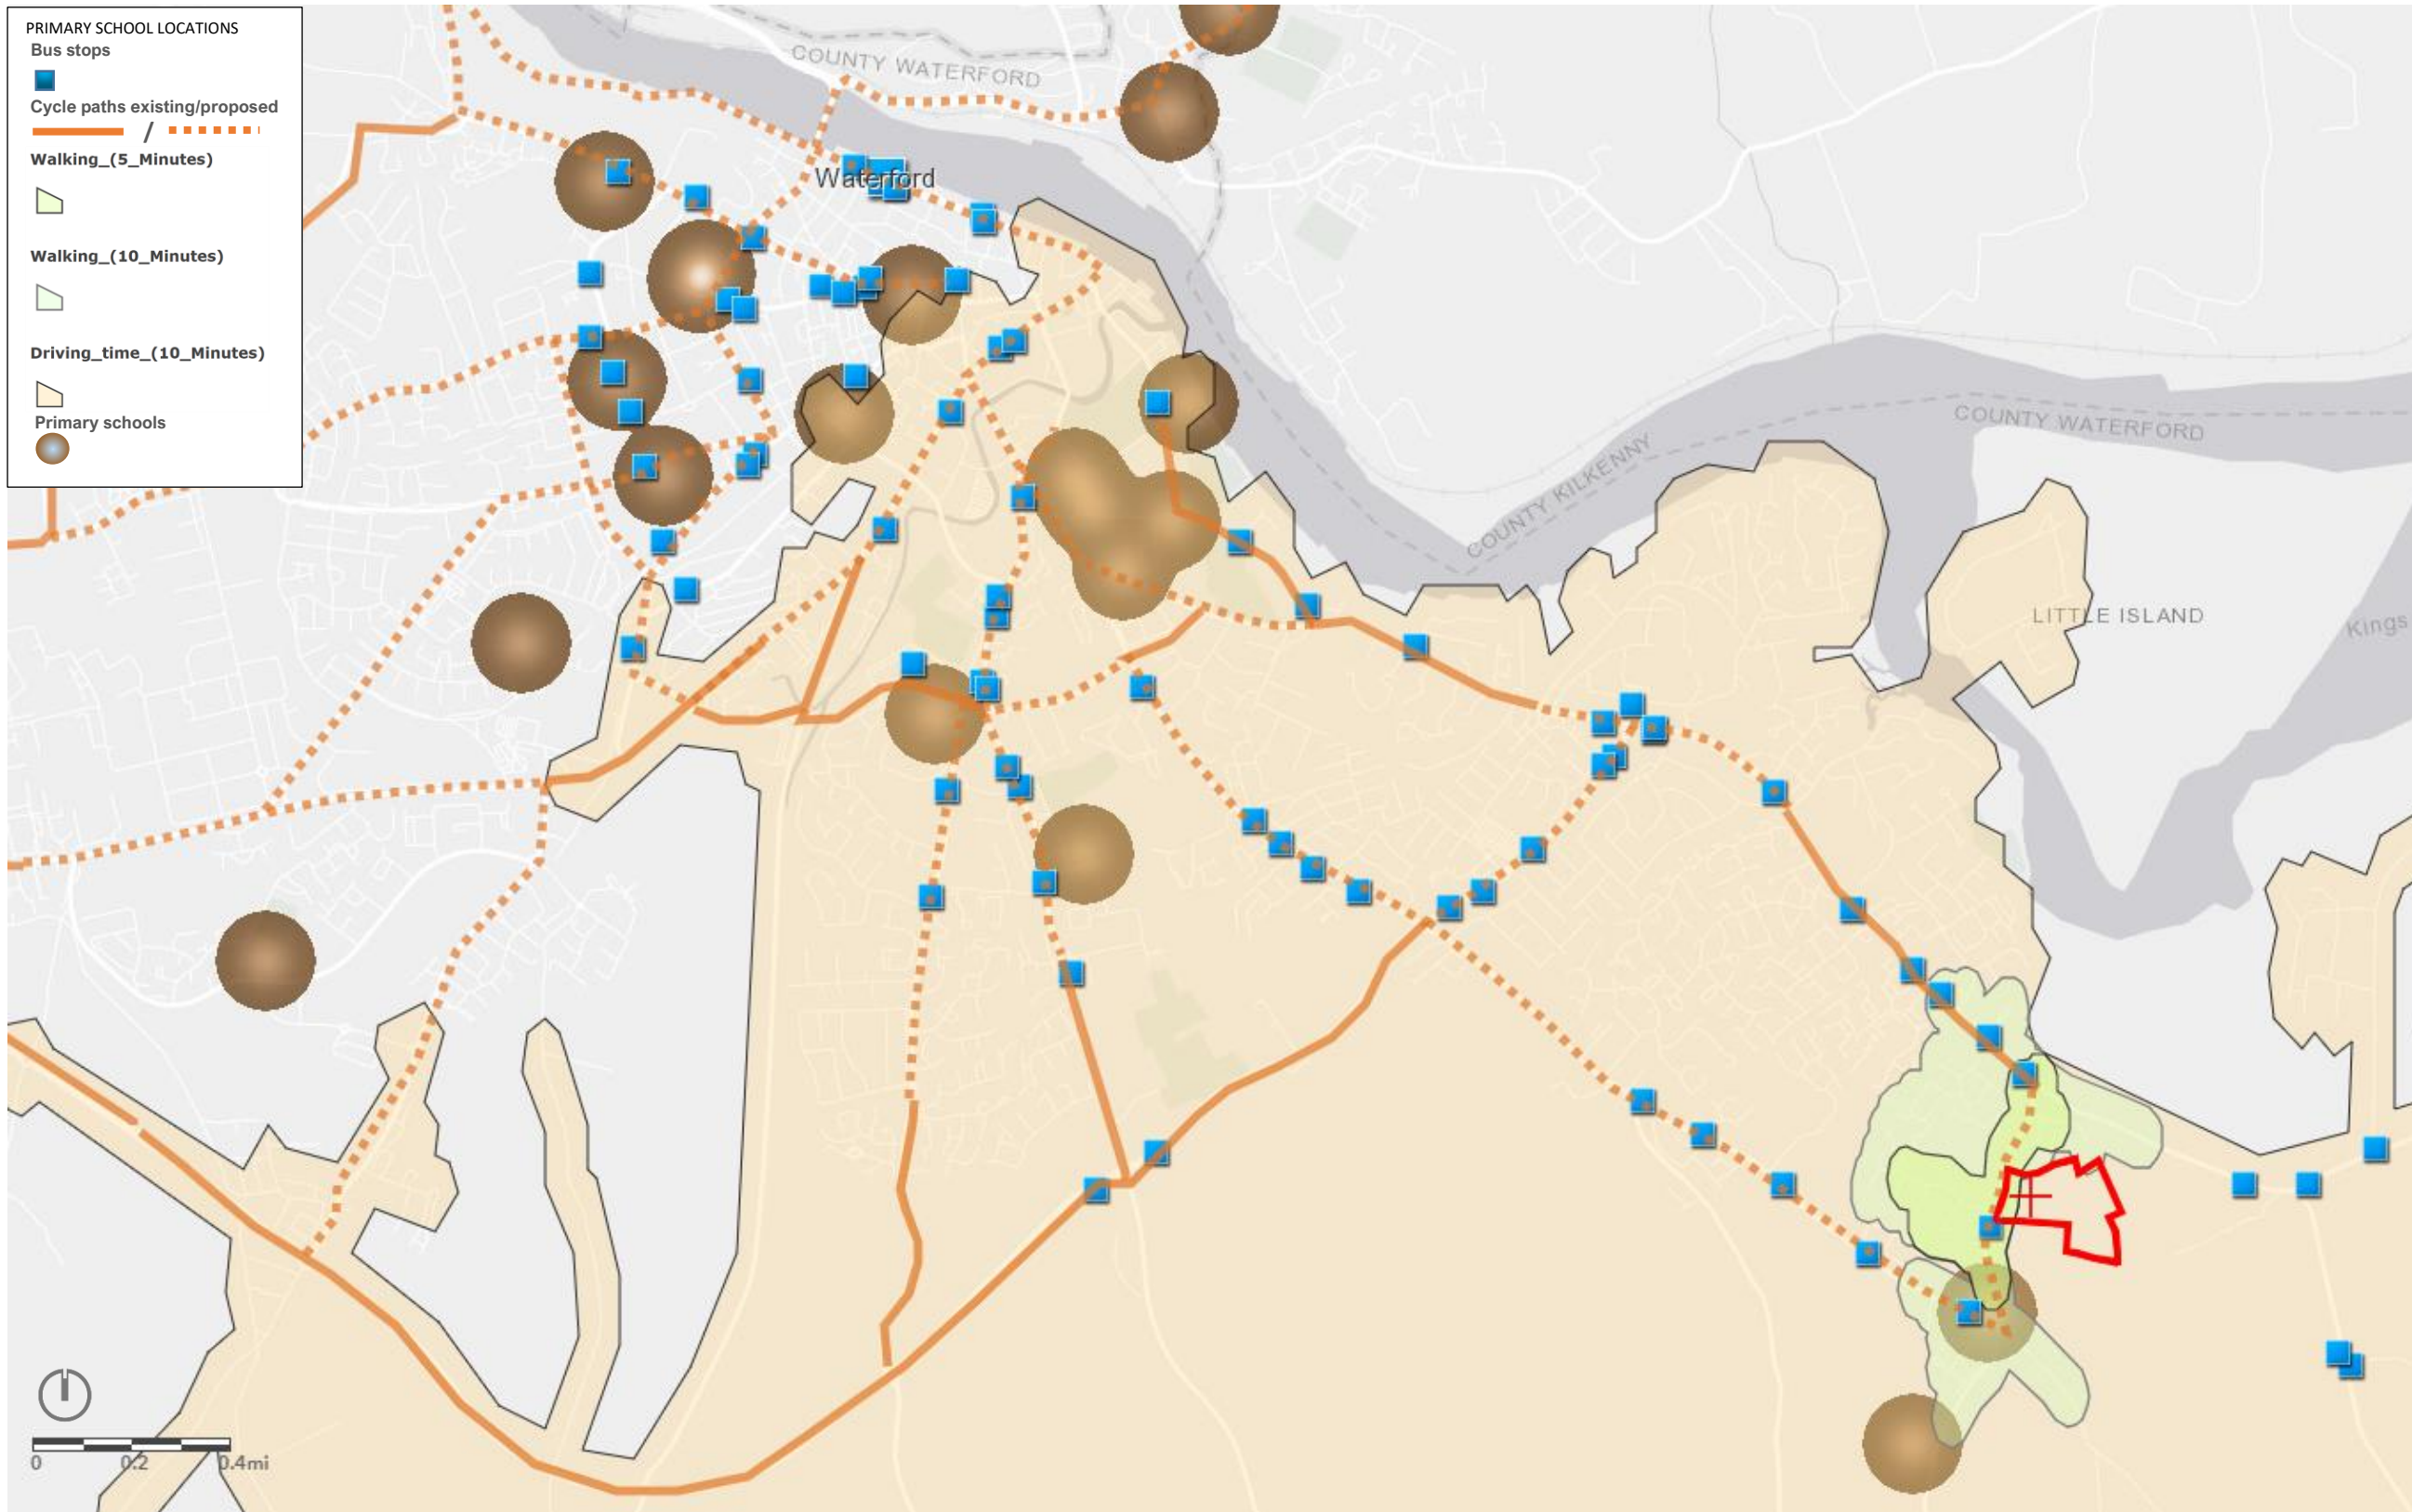 PRIMARY SCHOOL LOCATIONS
Bus stops
Cycle paths existing/proposed
/
Walking_(5_Minutes)
Walking_(10_Minutes)
Driving_time_(10_Minutes)
Primary schools
COUNTY WATERFORD
Waterford
COUNTY WATERFORD
COUNTY KILKENNY
LITTLE ISLAND
Kings
0 0.2 0.4mi